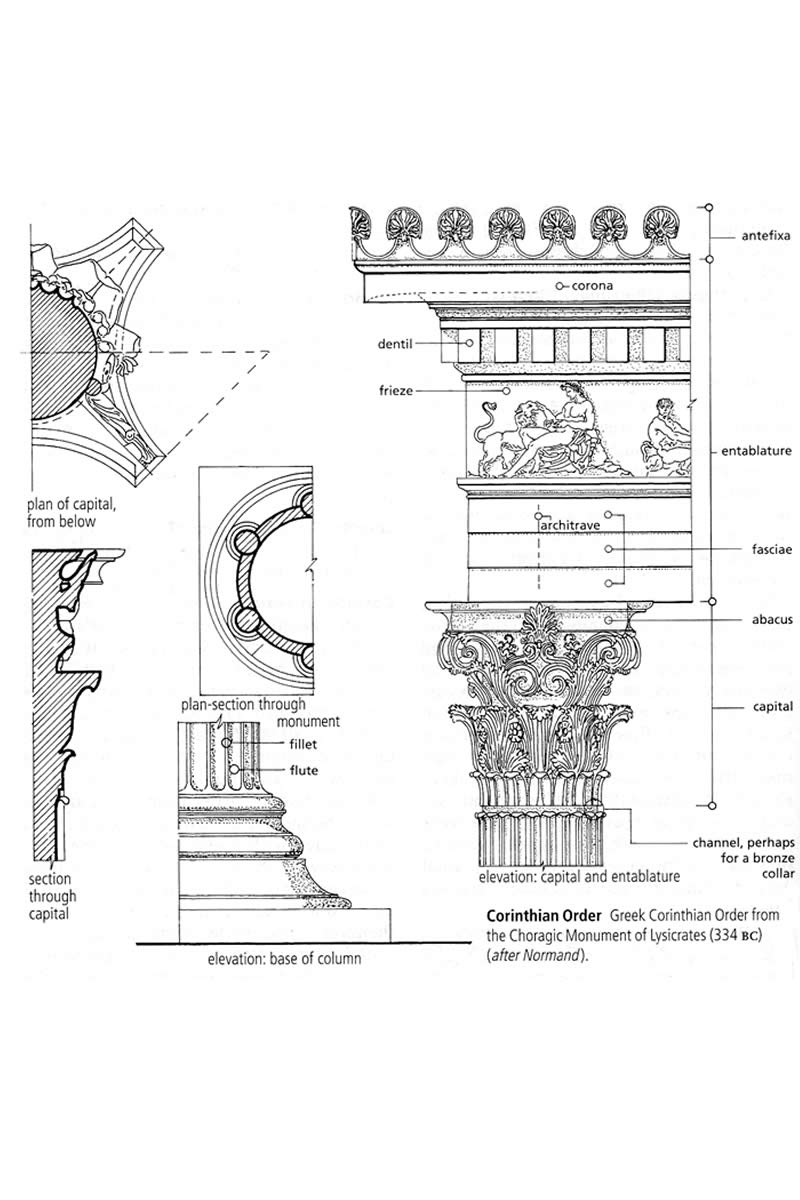 antefixa
corona
dentil
frieze
entablature
architrave
fasciae
abacus
capital
channel, perhaps
for a bronze
collar
elevation: capital and entablature
plan of capital,
from below
plan-section through
monument
fillet
flute
section
through
capital
elevation: base of column
Corinthian Order Greek Corinthian Order from
the Choragic Monument of Lysicrates (334 BC)
(after Normand).